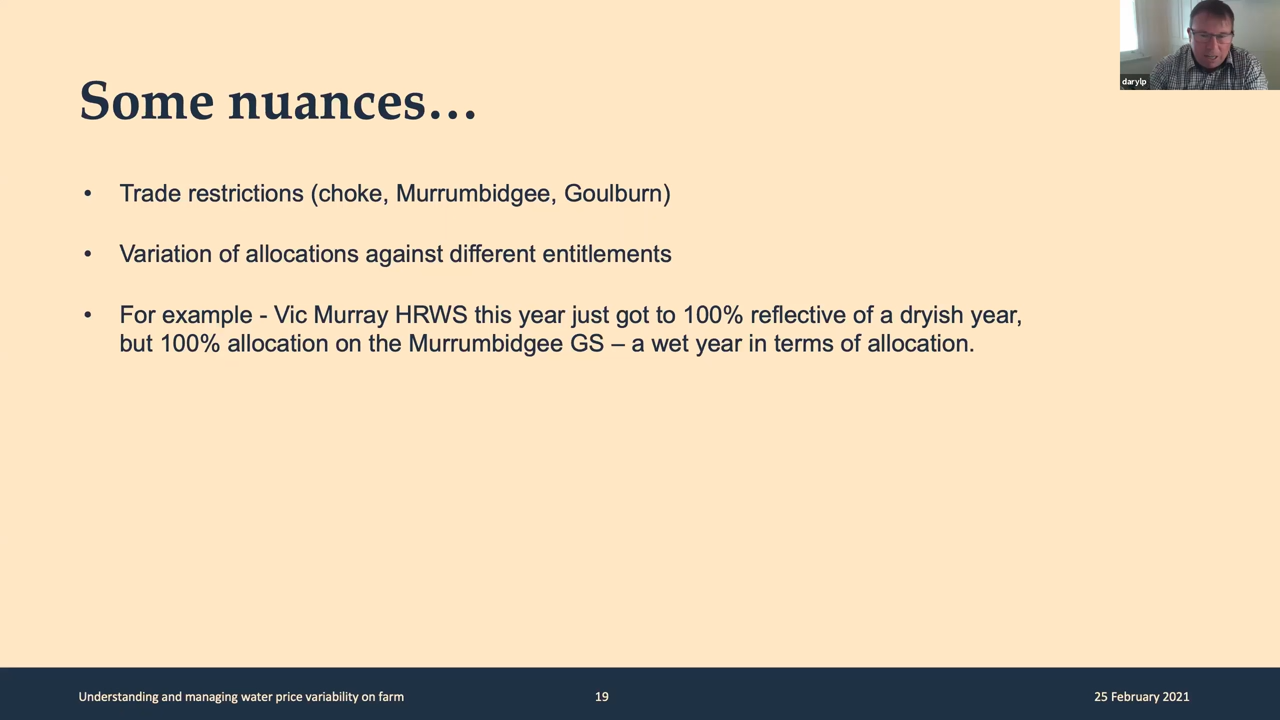 darylp
Some nuances…
• Trade restrictions (choke, Murrumbidgee, Goulburn)
• Variation of allocations against different entitlements
• For example - Vic Murray HRWS this year just got to 100% reflective of a dryish year,
but 100% allocation on the Murrumbidgee GS – a wet year in terms of allocation.
Understanding and managing water price variability on farm
19
25 February 2021